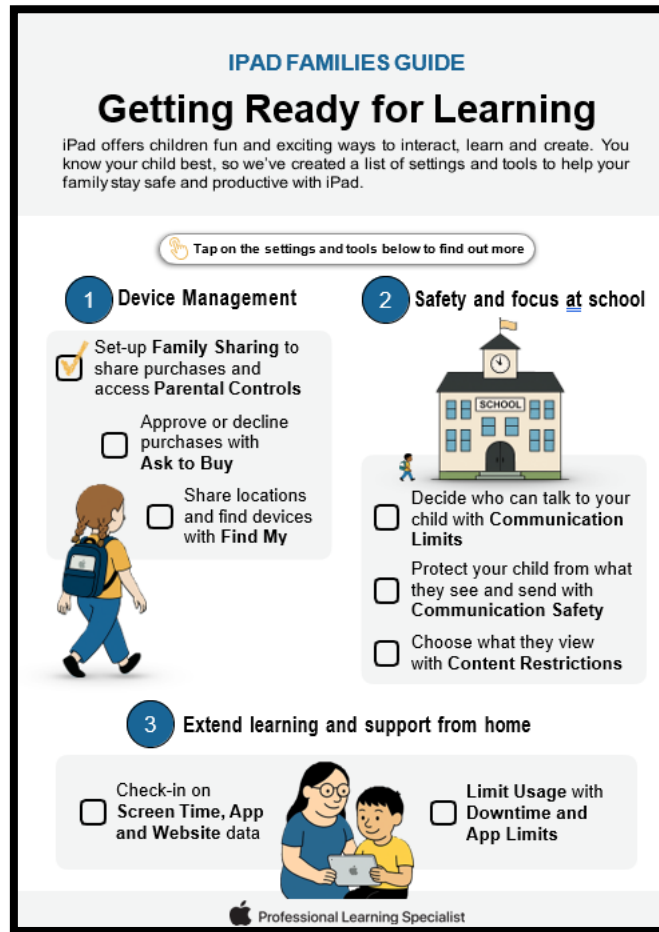 IPAD FAMILIES GUIDE
Getting Ready for Learning
iPad offers children fun and exciting ways to interact, learn and create. You
know your child best, so we've created a list of settings and tools to help your
family stay safe and productive with iPad.
Tap on the settings and tools below to find out more
1 Device Management
Set-up Family Sharing to
share purchases and
access Parental Controls
Approve or decline
purchases with
Ask to Buy
Share locations
and find devices
with Find My
2 Safety and focus at school
SCHOOL
Decide who can talk to your
child with Communication
Limits
Protect your child from what
they see and send with
Communication Safety
Choose what they view
with Content Restrictions
3 Extend learning and support from home
Check-in on
Screen Time, App
and Website data
Limit Usage with
Downtime and
App Limits
Professional Learning Specialist